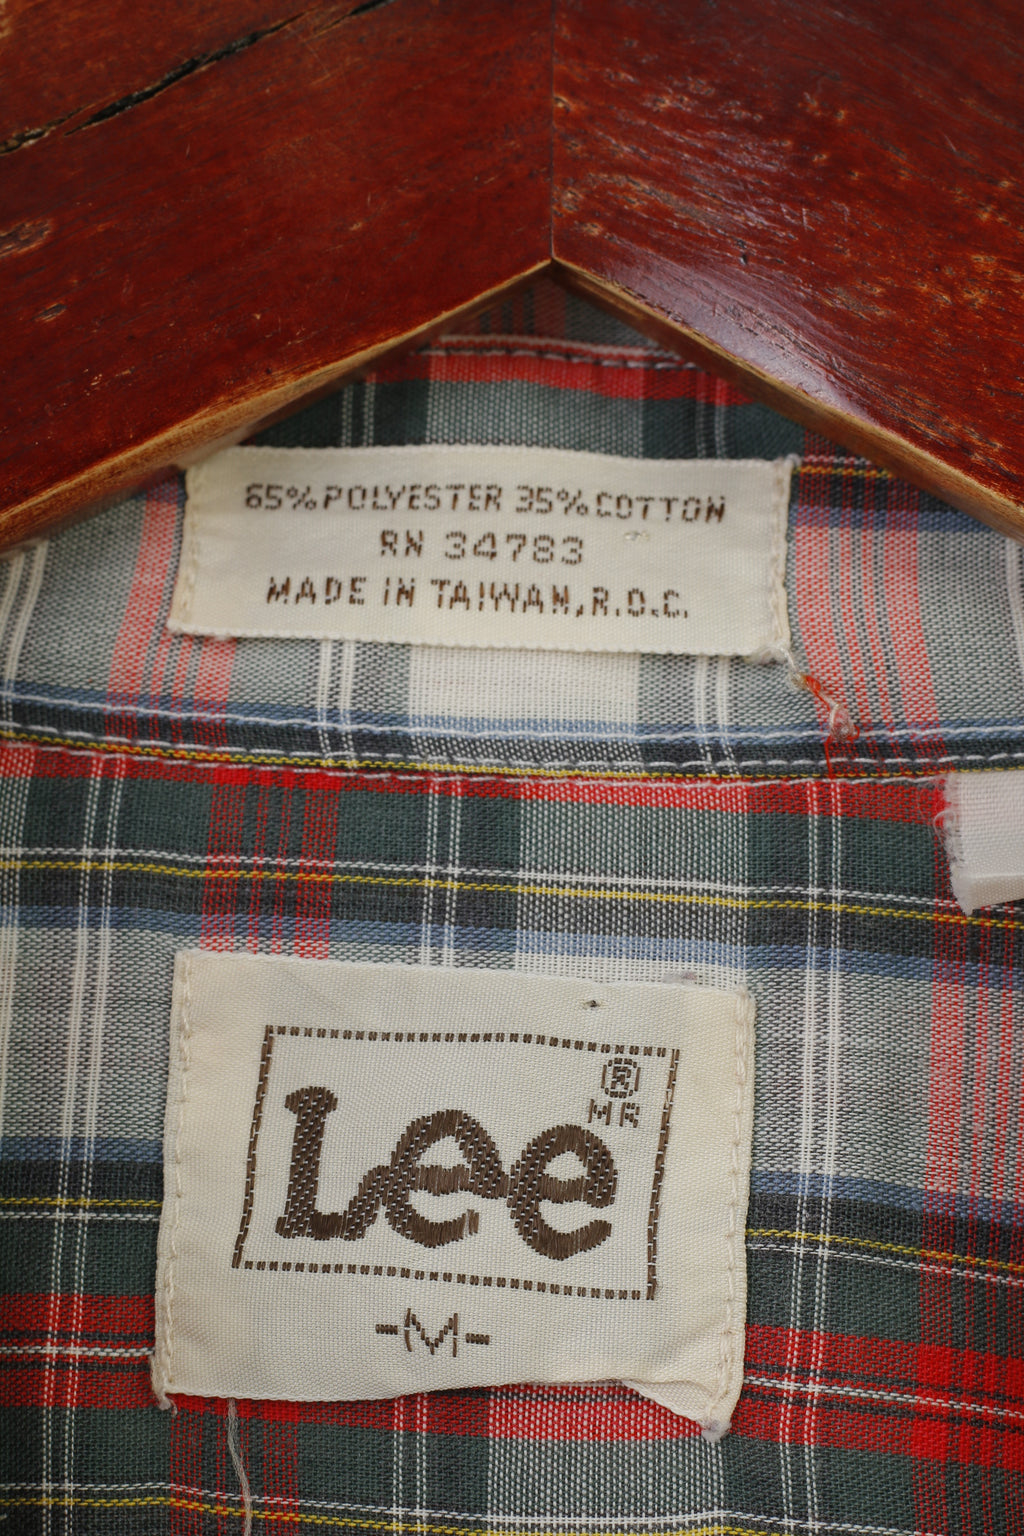 65% POLYESTER 35% COTTON
RN 34783
MADE IN TAIWAN, R.O.C.
®
MR
Lee
-M-